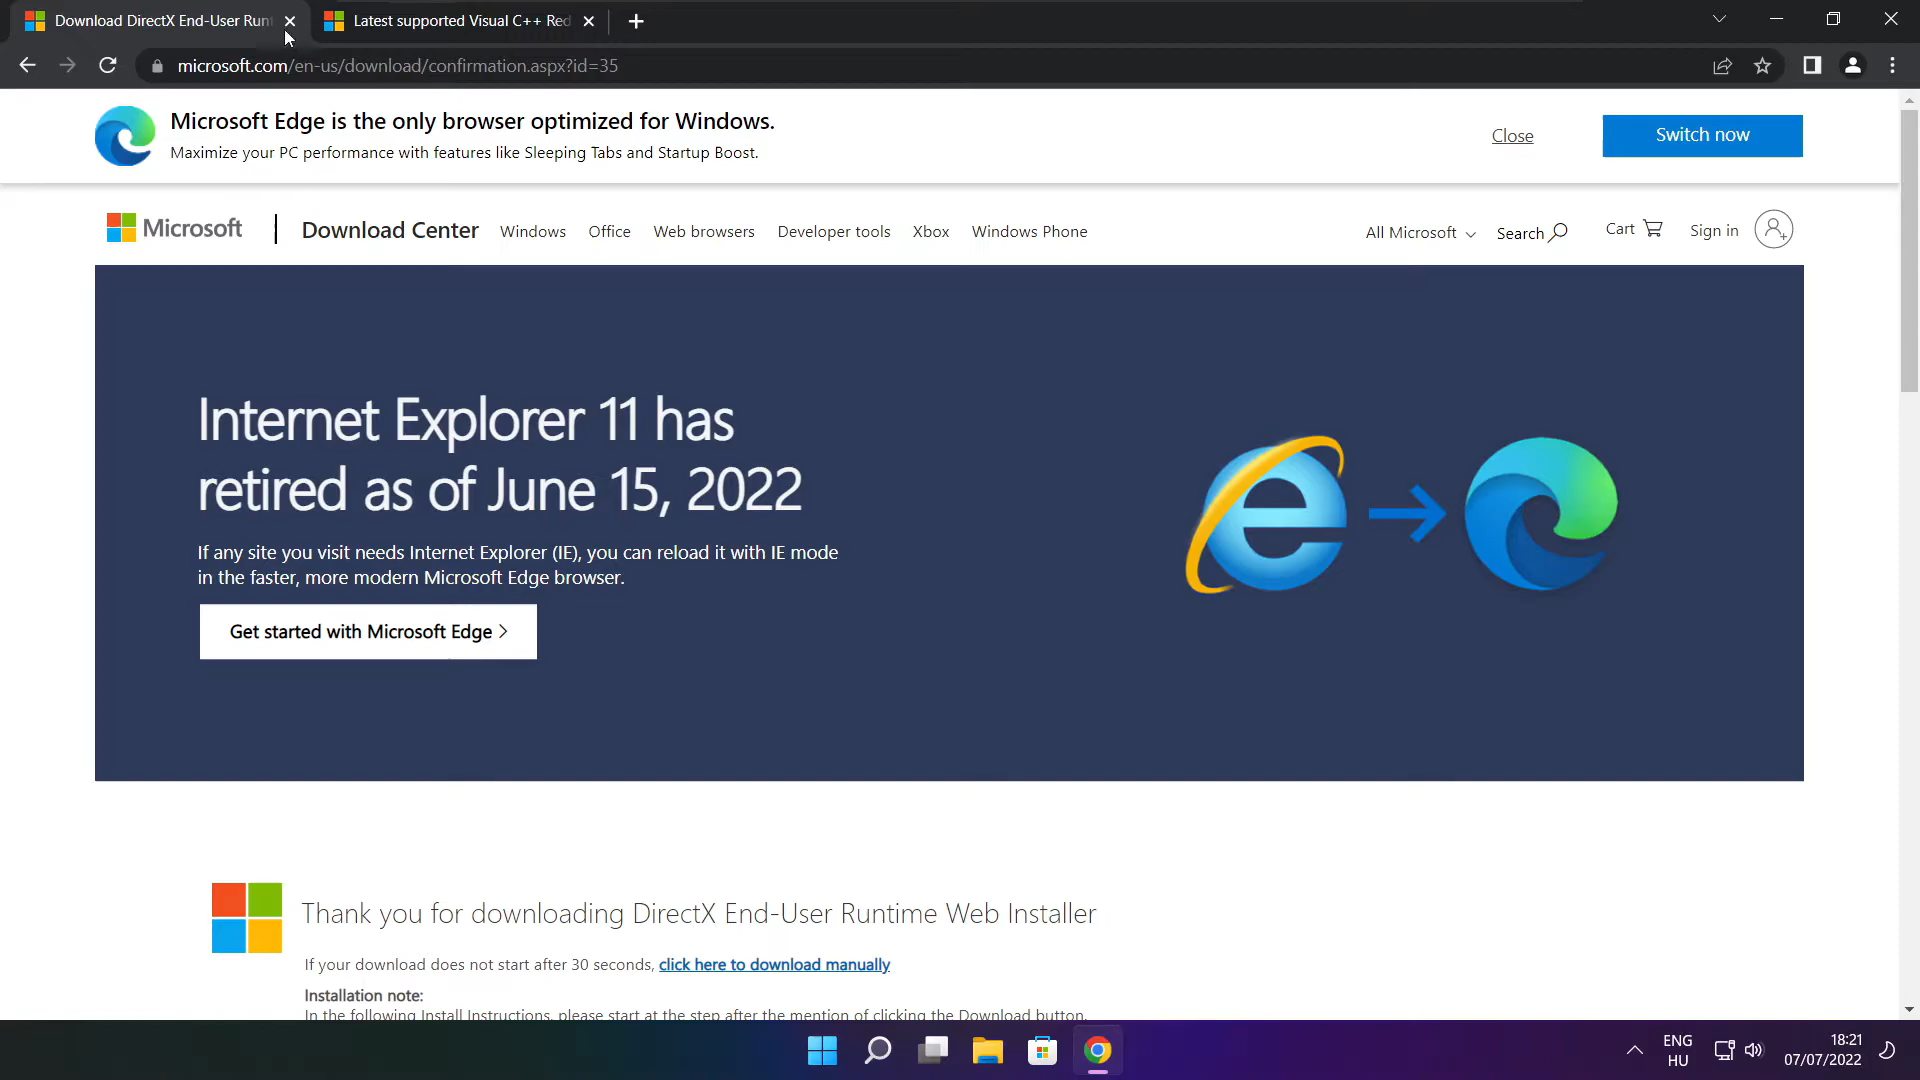 Download DirectX End-User Run
Latest supported Visual C++ Red
microsoft.com/en-us/download/confirmation.aspx?id=35
Microsoft Edge is the only browser optimized for Windows.
Maximize your PC performance with features like Sleeping Tabs and Startup Boost.
Close
Switch now
Microsoft
Download Center
Windows
Office
Web browsers
Developer tools
Xbox
Windows Phone
All Microsoft
Search
Cart
Sign in
Internet Explorer 11 has
retired as of June 15, 2022
If any site you visit needs Internet Explorer (IE), you can reload it with IE mode
in the faster, more modern Microsoft Edge browser.
Get started with Microsoft Edge >
Thank you for downloading DirectX End-User Runtime Web Installer
If your download does not start after 30 seconds, click here to download manually
Installation note:
In the following Install Instructions, please start at the step after the mention of clicking the Download button.
ENG
HU
18:21
07/07/2022